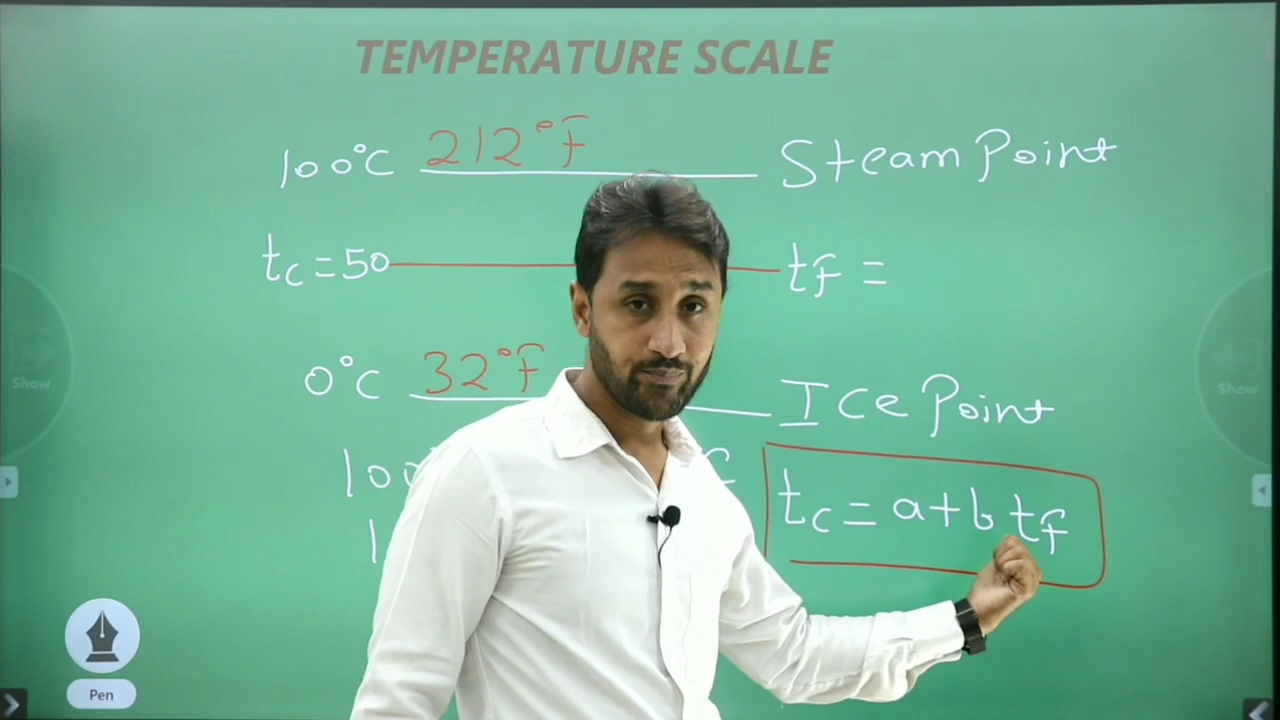 TEMPERATURE SCALE
100°C 212°F Steam Point
tc=50 tf =
0°C 32°F Ice Point
tc = a+b tf
Show
Show
Pen